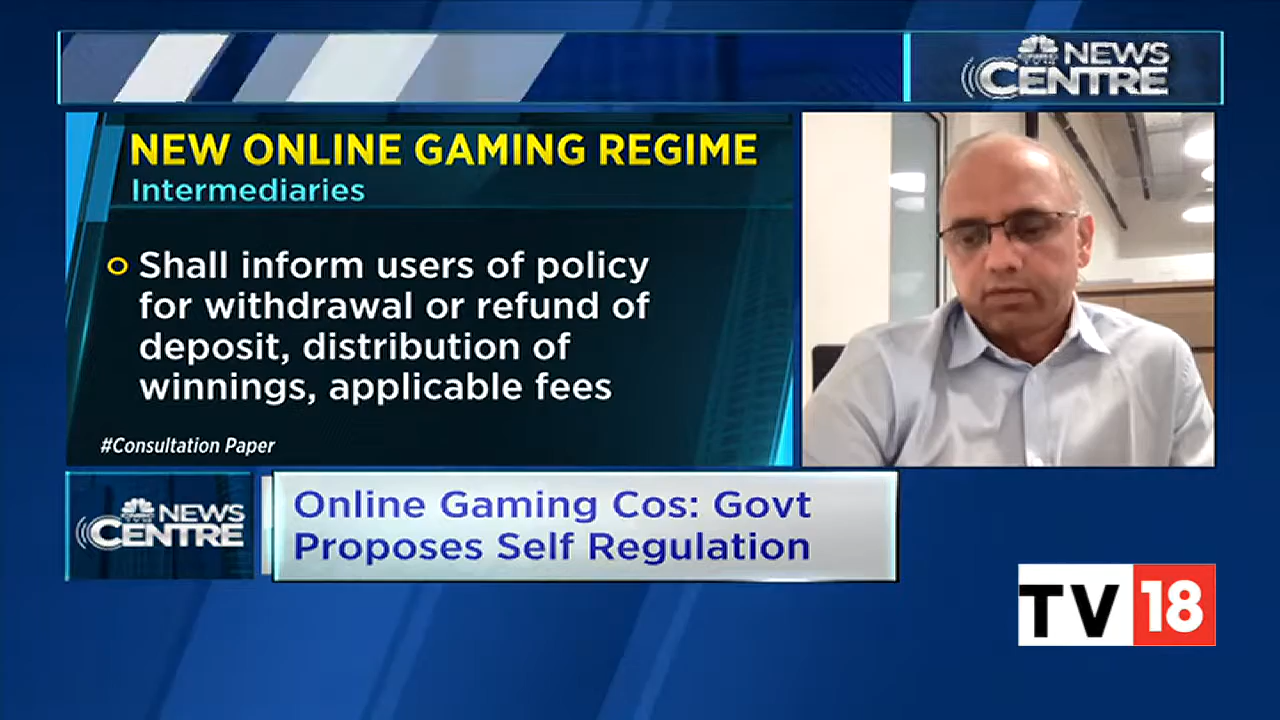 NEWS
CENTRE
NEW ONLINE GAMING REGIME
Intermediaries
Shall inform users of policy
for withdrawal or refund of
deposit, distribution of
winnings, applicable fees
#Consultation Paper
NEWS
CENTRE
Online Gaming Cos: Govt
Proposes Self Regulation
TV18